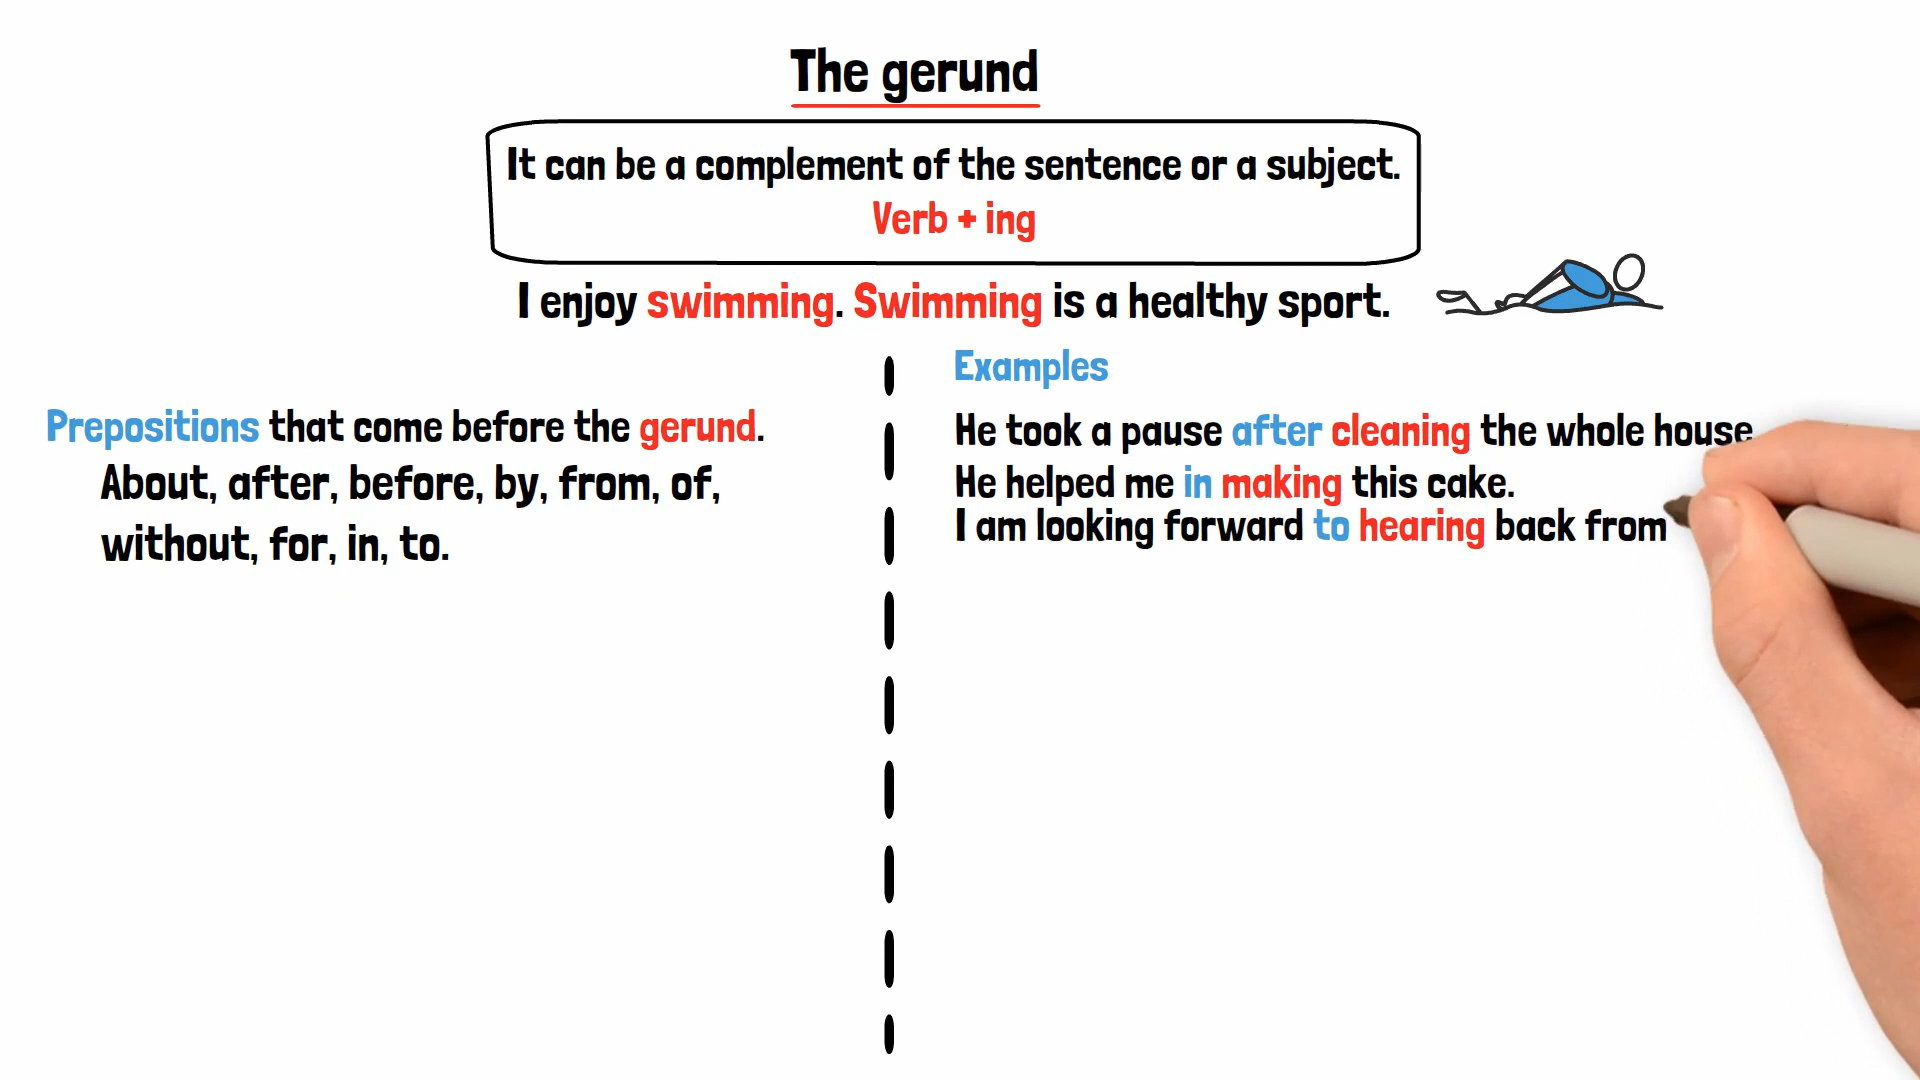 The gerund
It can be a complement of the sentence or a subject.
Verb + ing
I enjoy swimming. Swimming is a healthy sport.
Prepositions that come before the gerund.
About, after, before, by, from, of,
without, for, in, to.
Examples
He took a pause after cleaning the whole house
He helped me in making this cake.
I am looking forward to hearing back from